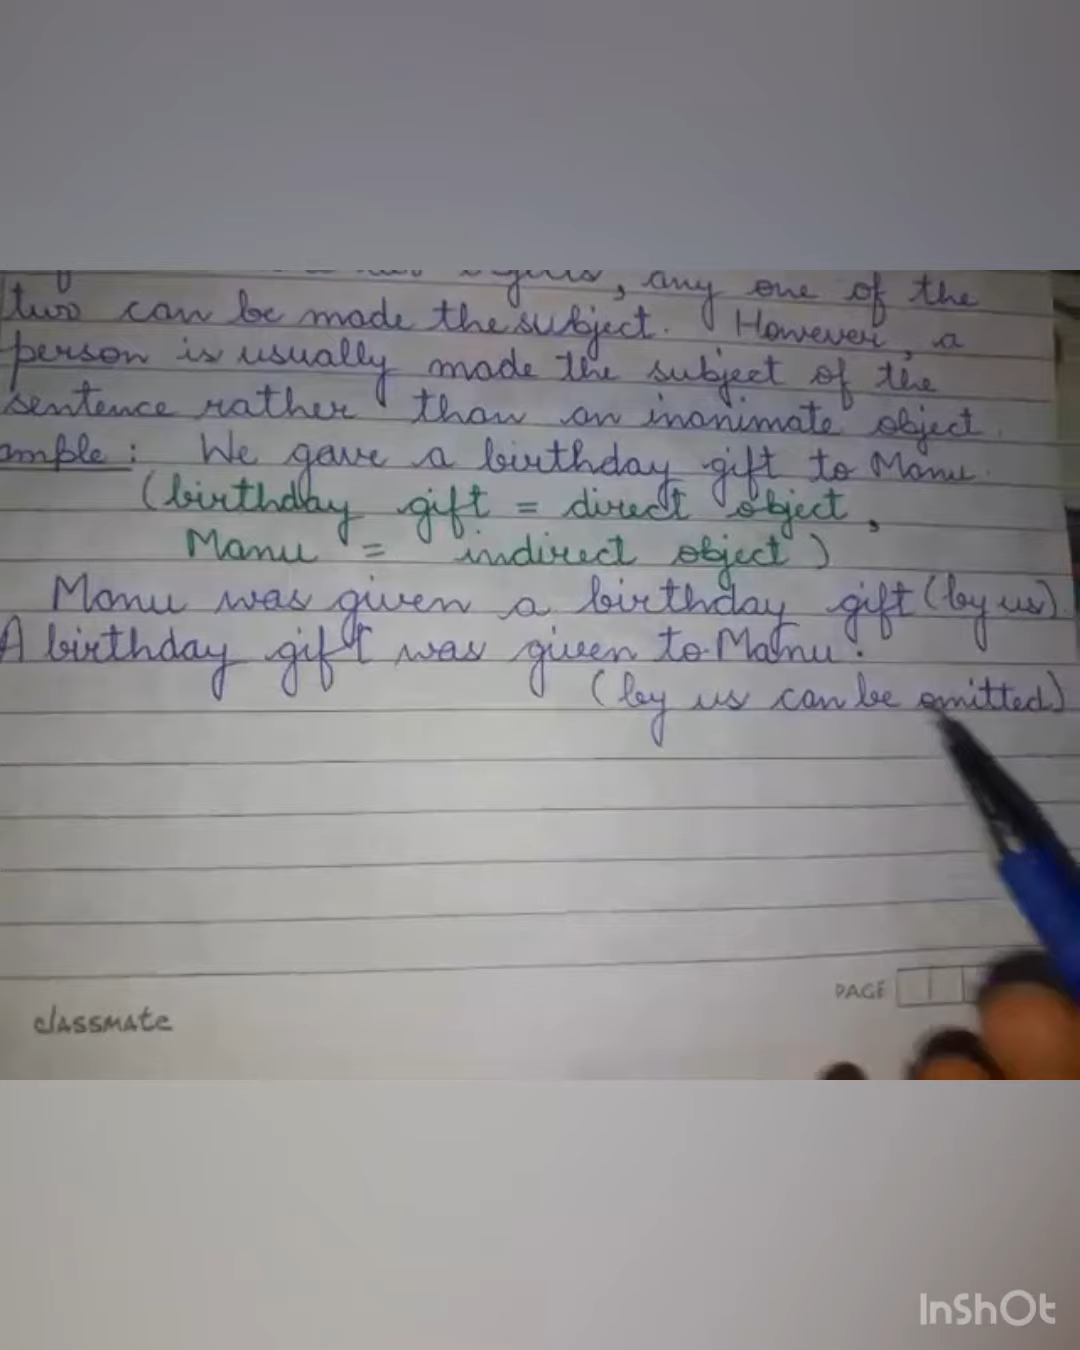 any one of the
two can be made the subject. However, a
person is usually made the subject of the
sentence rather than an inanimate object.
ample: We gave a birthday gift to Manu.
(birthday gift = direct object,
Manu = indirect object)
Manu was given a birthday gift (by us).
A birthday gift was given to Manu.
(by us can be omitted)
PAGE
classmate
InShOt